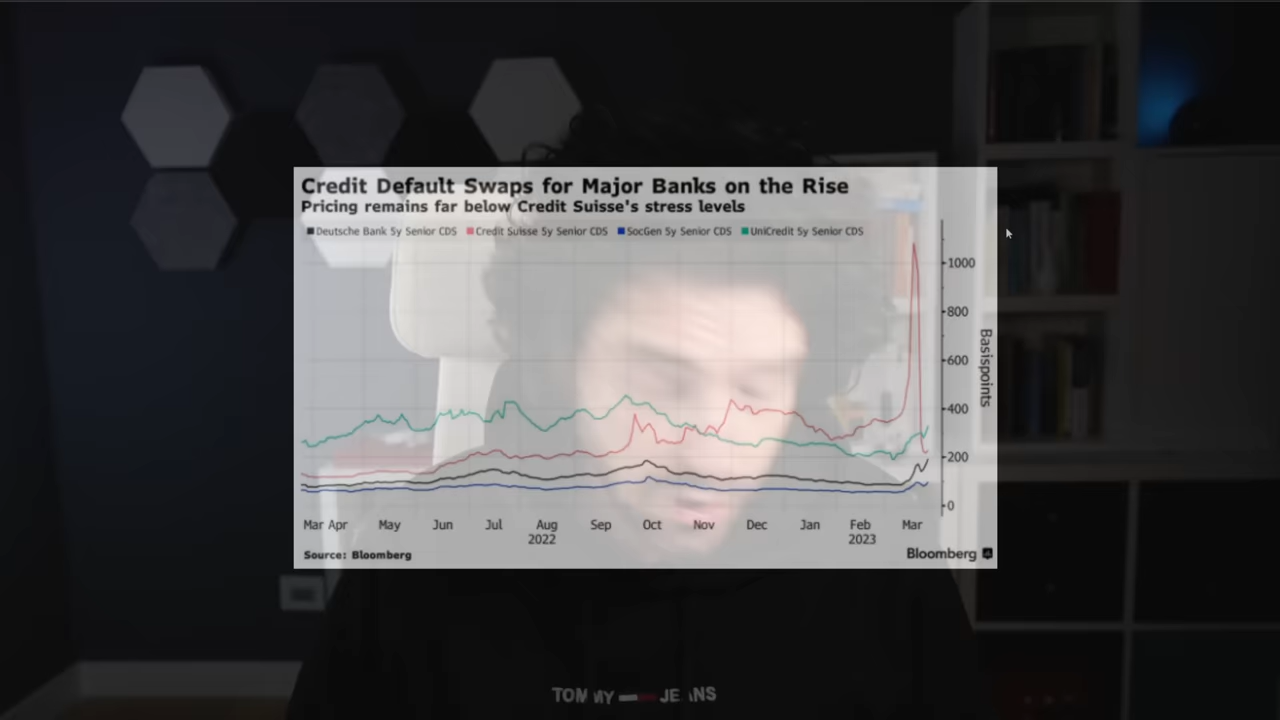 Credit Default Swaps for Major Banks on the Rise
Pricing remains far below Credit Suisse's stress levels
Deutsche Bank 5y Senior CDS Credit Suisse 5y Senior CDS SocGen 5y Senior CDS UniCredit 5y Senior CDS
1000
800
600
400
200
0
Basispoints
Mar Apr May Jun Jul Aug Sep Oct Nov Dec Jan Feb Mar
2022 2023
Source: Bloomberg Bloomberg
TOMMY JEANS